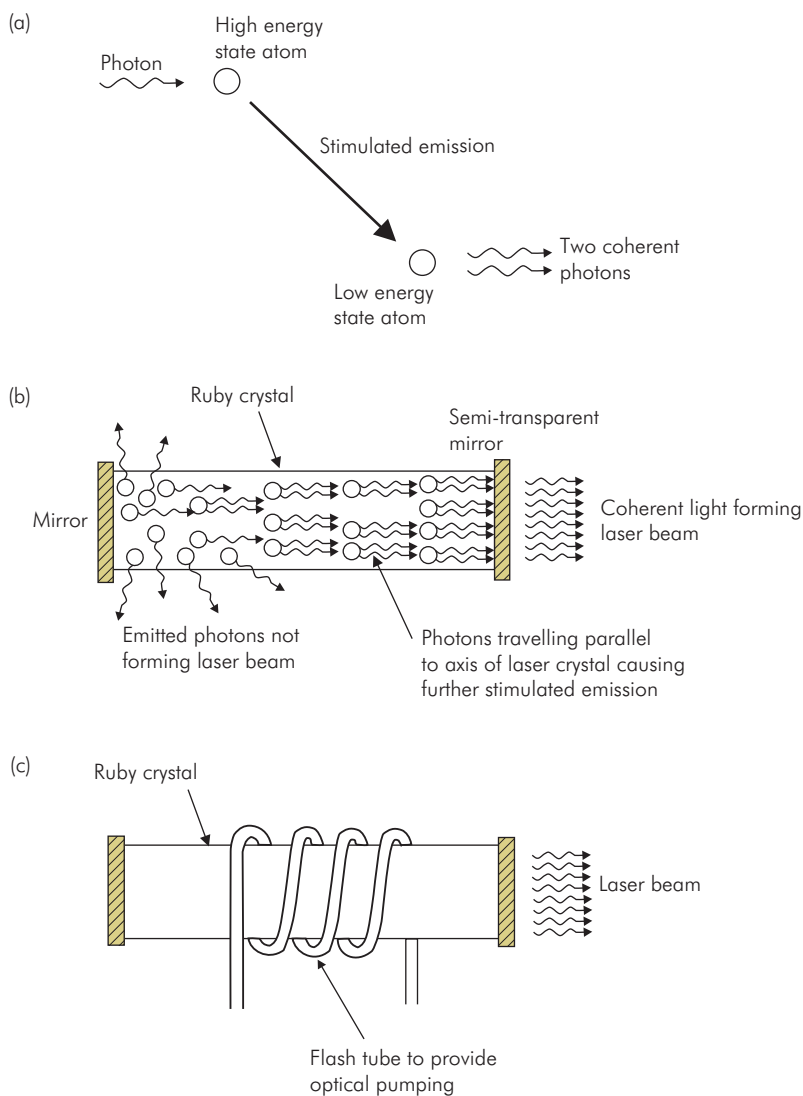 (a)
High energy
state atom
Photon
Stimulated emission
Two coherent
photons
Low energy
state atom
(b)
Ruby crystal
Semi-transparent
mirror
Mirror
Coherent light forming
laser beam
Emitted photons not
forming laser beam
Photons travelling parallel
to axis of laser crystal causing
further stimulated emission
(c)
Ruby crystal
Laser beam
Flash tube to provide
optical pumping